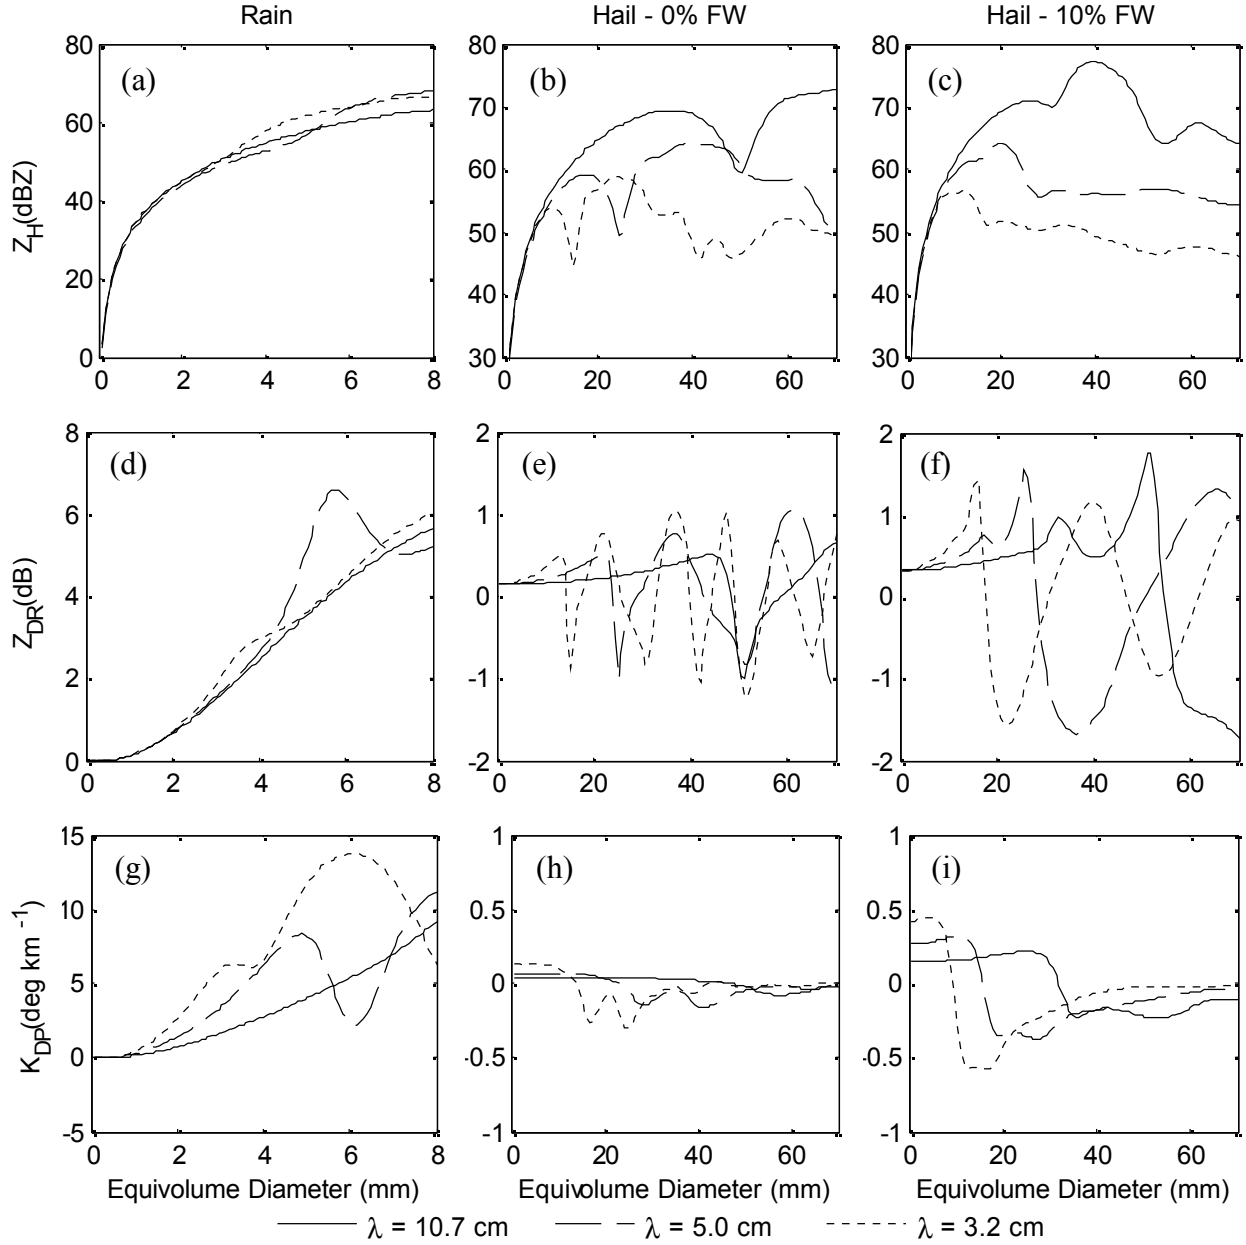 Rain
Hail - 0% FW
Hail - 10% FW
Z_H(dBZ)
80
60
40
20
0
(a)
0 2 4 6 8
80
70
60
50
40
30
(b)
0 20 40 60
80
70
60
50
40
30
(c)
0 20 40 60
Z_DR(dB)
8
6
4
2
0
(d)
0 2 4 6 8
2
1
0
-1
-2
(e)
0 20 40 60
2
1
0
-1
-2
(f)
0 20 40 60
K_DP(deg km^-1)
15
10
5
0
-5
(g)
0 2 4 6 8
1
0.5
0
-0.5
-1
(h)
0 20 40 60
1
0.5
0
-0.5
-1
(i)
0 20 40 60
Equivolume Diameter (mm)
Equivolume Diameter (mm)
Equivolume Diameter (mm)
λ = 10.7 cm
λ = 5.0 cm
λ = 3.2 cm